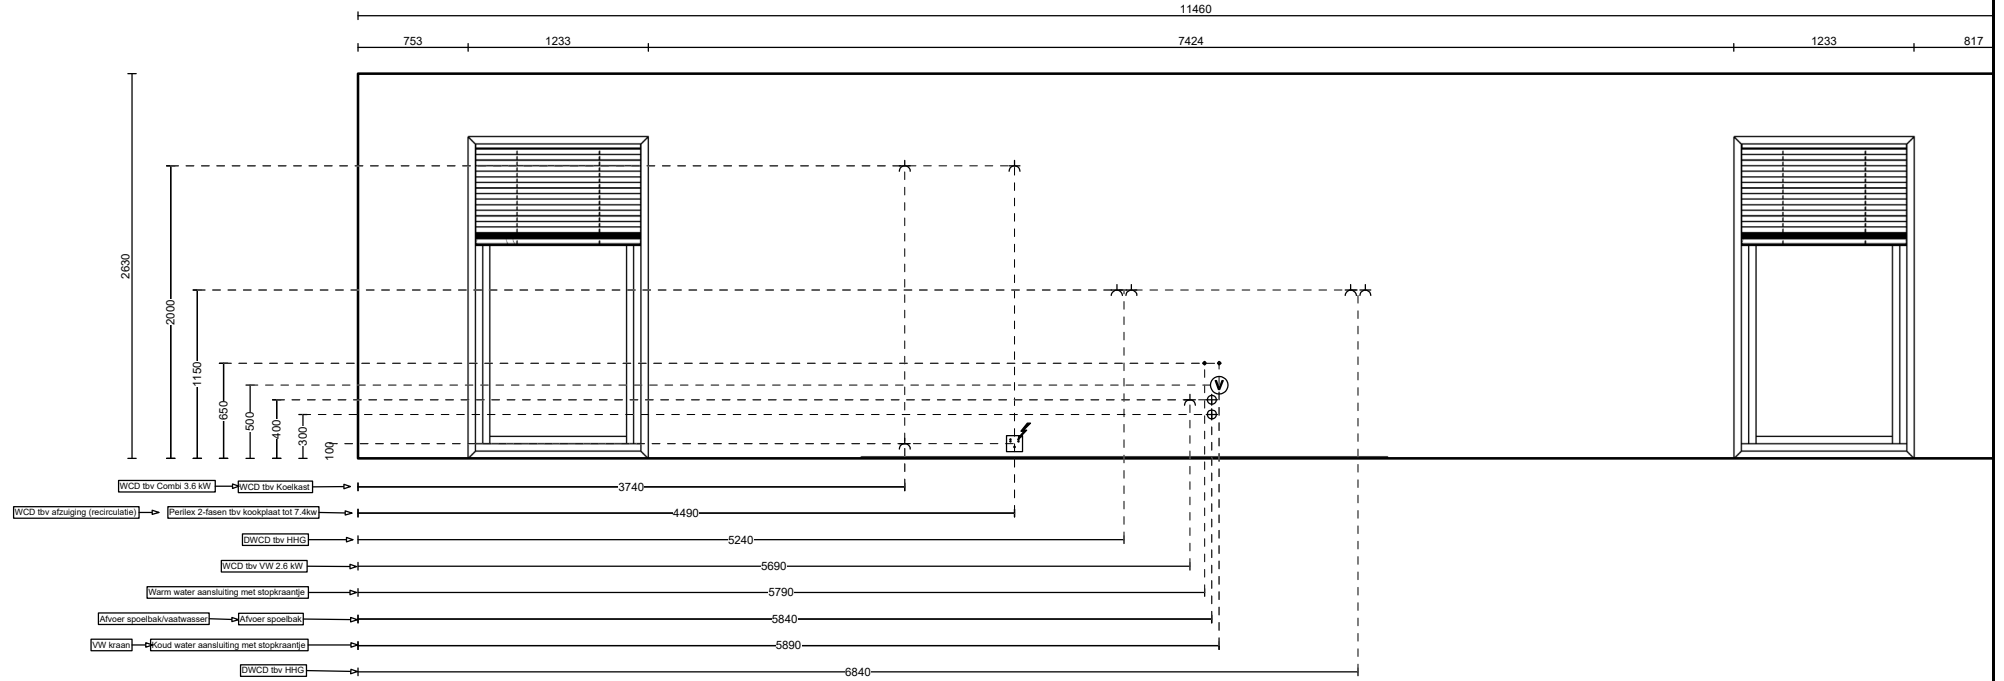 11460
753 1233 7424 1233 817
2630
2000
1150
650
500
400
300
100
V
WCD tbv Combi 3.6 kW WCD tbv Koelkast 3740
WCD tbv afzuiging (recirculatie) Perilex 2-fasen tbv kookplaat tot 7.4kw 4490
DWCD tbv HHG 5240
WCD tbv VW 2.6 kW 5690
Warm water aansluiting met stopkraantje 5790
Afvoer spoelbak/vaatwasser Afvoer spoelbak 5840
VW kraan Koud water aansluiting met stopkraantje 5890
DWCD tbv HHG 6840